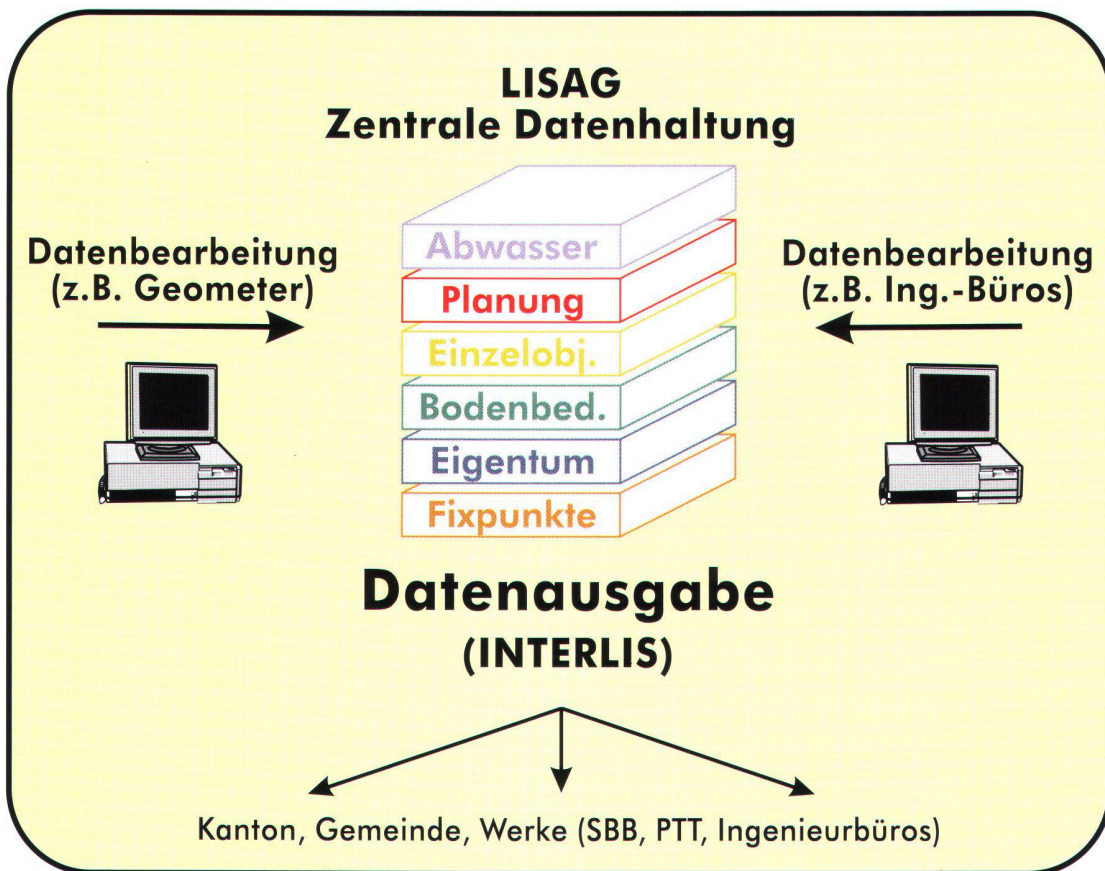 LISAG
Zentrale Datenhaltung
Datenbearbeitung
(z.B. Geometer)
Abwasser
Planung
Einzelobj.
Bodenbed.
Eigentum
Fixpunkte
Datenbearbeitung
(z.B. Ing.-Büros)
Datenausgabe
(INTERLIS)
Kanton, Gemeinde, Werke (SBB, PTT, Ingenieurbüros)